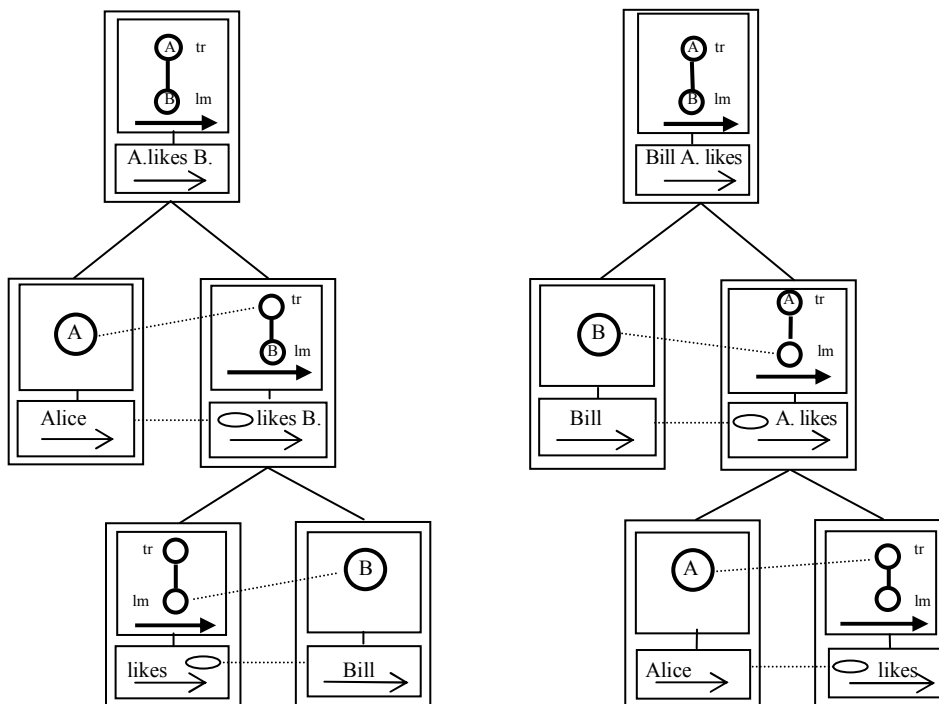 A tr
B lm
A.likes B.
A
Alice
tr
B lm
likes B.
tr
lm
likes
B
Bill
A tr
B lm
Bill A. likes
B
Bill
A tr
lm
A. likes
A
Alice
tr
lm
likes